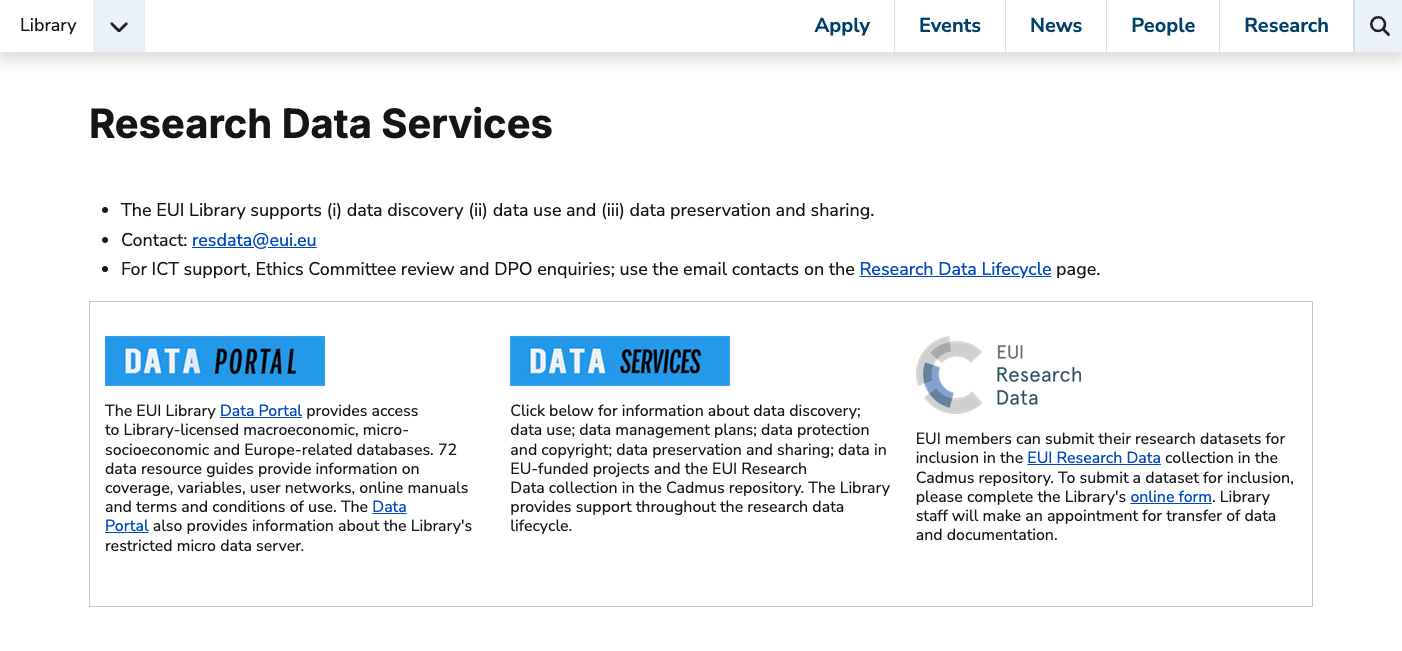 Library
Apply
Events
News
People
Research
Research Data Services
• The EUI Library supports (i) data discovery (ii) data use and (iii) data preservation and sharing.
• Contact: resdata@eui.eu
• For ICT support, Ethics Committee review and DPO enquiries; use the email contacts on the Research Data Lifecycle page.
DATA PORTAL
The EUI Library Data Portal provides access
to Library-licensed macroeconomic, micro-
socioeconomic and Europe-related databases. 72
data resource guides provide information on
coverage, variables, user networks, online manuals
and terms and conditions of use. The Data
Portal also provides information about the Library's
restricted micro data server.
DATA SERVICES
Click below for information about data discovery;
data use; data management plans; data protection
and copyright; data preservation and sharing; data in
EU-funded projects and the EUI Research
Data collection in the Cadmus repository. The Library
provides support throughout the research data
lifecycle.
EUI
Research
Data
EUI members can submit their research datasets for
inclusion in the EUI Research Data collection in the
Cadmus repository. To submit a dataset for inclusion,
please complete the Library's online form. Library
staff will make an appointment for transfer of data
and documentation.